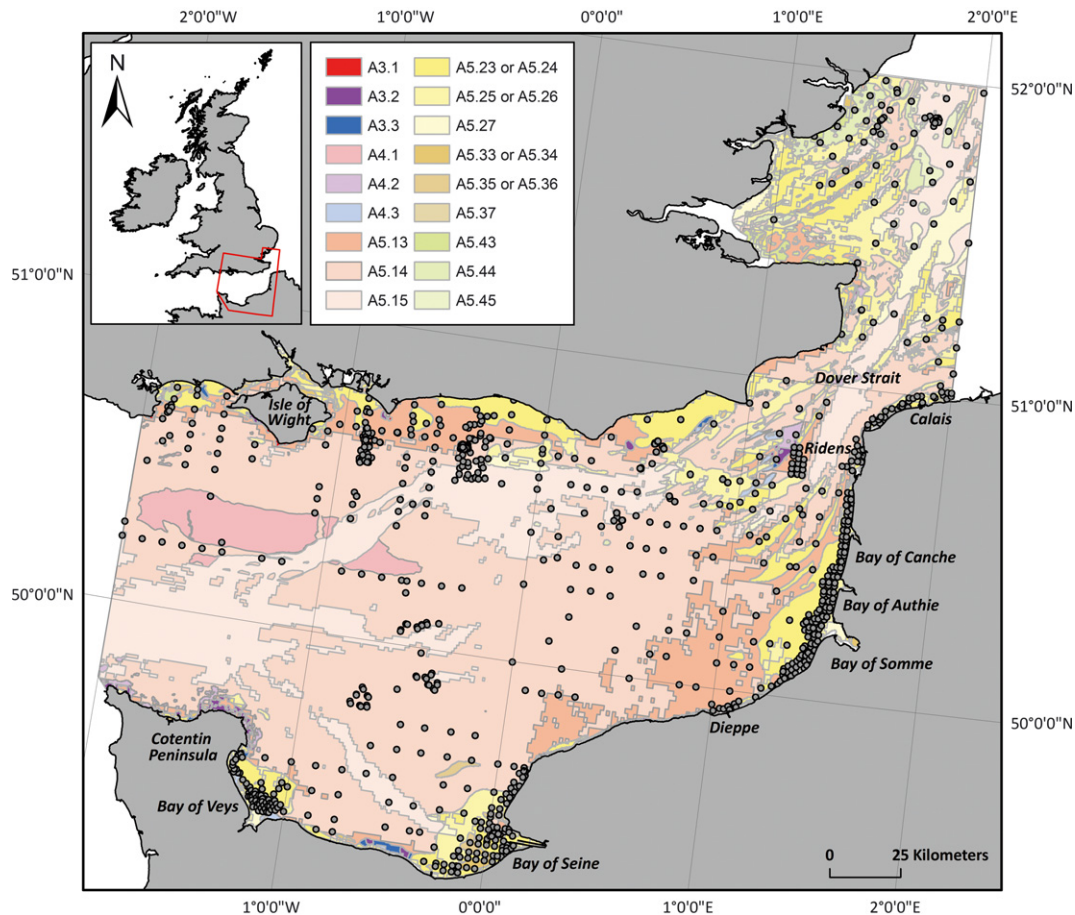 2°0'0"W
1°0'0"W
0°0'0"
1°0'0"E
2°0'0"E
N
A3.1
A3.2
A3.3
A4.1
A4.2
A4.3
A5.13
A5.14
A5.15
A5.23 or A5.24
A5.25 or A5.26
A5.27
A5.33 or A5.34
A5.35 or A5.36
A5.37
A5.43
A5.44
A5.45
52°0'0"N
51°0'0"N
51°0'0"N
50°0'0"N
50°0'0"N
Dover Strait
Calais
Isle of
Wight
Ridens
Bay of Canche
Bay of Authie
Bay of Somme
Dieppe
Cotentin
Peninsula
Bay of Veys
Bay of Seine
0 25 Kilometers
1°0'0"W
0°0'0"
1°0'0"E
2°0'0"E